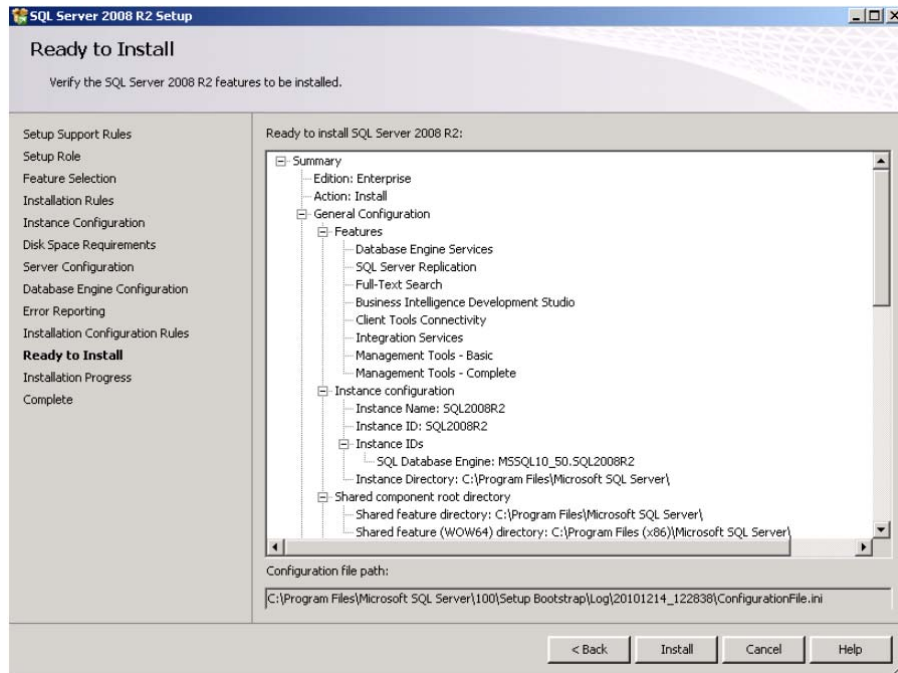 SQL Server 2008 R2 Setup
Ready to Install
Verify the SQL Server 2008 R2 features to be installed.
Setup Support Rules
Setup Role
Feature Selection
Installation Rules
Instance Configuration
Disk Space Requirements
Server Configuration
Database Engine Configuration
Error Reporting
Installation Configuration Rules
Ready to Install
Installation Progress
Complete
Ready to install SQL Server 2008 R2:
Summary
Edition: Enterprise
Action: Install
General Configuration
Features
Database Engine Services
SQL Server Replication
Full-Text Search
Business Intelligence Development Studio
Client Tools Connectivity
Integration Services
Management Tools - Basic
Management Tools - Complete
Instance configuration
Instance Name: SQL2008R2
Instance ID: SQL2008R2
Instance IDs
SQL Database Engine: MSSQL10_50.SQL2008R2
Instance Directory: C:\Program Files\Microsoft SQL Server\
Shared component root directory
Shared feature directory: C:\Program Files\Microsoft SQL Server\
Shared feature (WOW64) directory: C:\Program Files (x86)\Microsoft SQL Server\
Configuration file path:
C:\Program Files\Microsoft SQL Server\100\Setup Bootstrap\Log\20101214_122838\ConfigurationFile.ini
< Back
Install
Cancel
Help